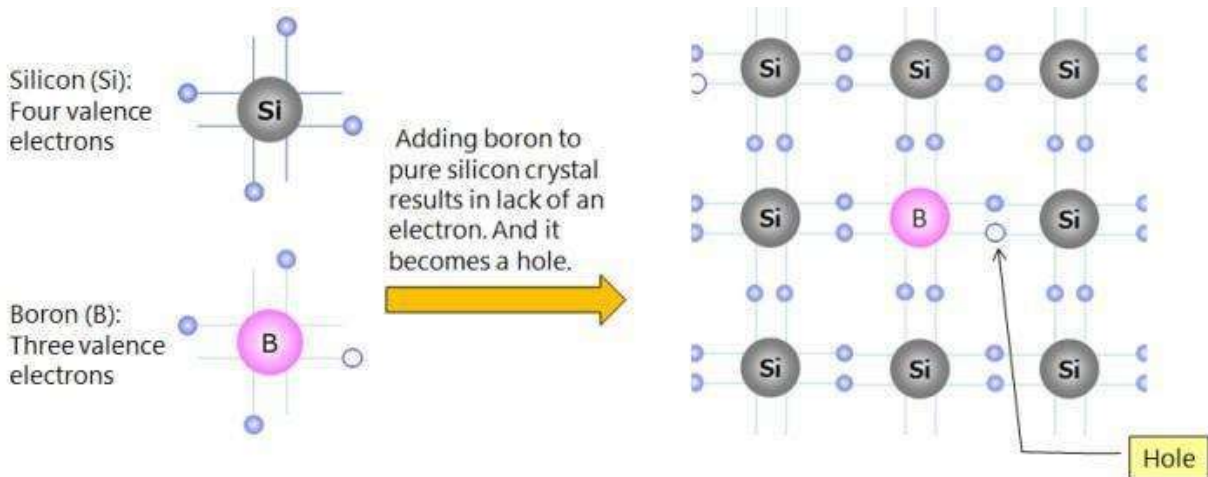 Silicon (Si):
Four valence
electrons
Si
Boron (B):
Three valence
electrons
B
Adding boron to
pure silicon crystal
results in lack of an
electron. And it
becomes a hole.
Si Si Si
Si B Si
Si Si Si
Hole